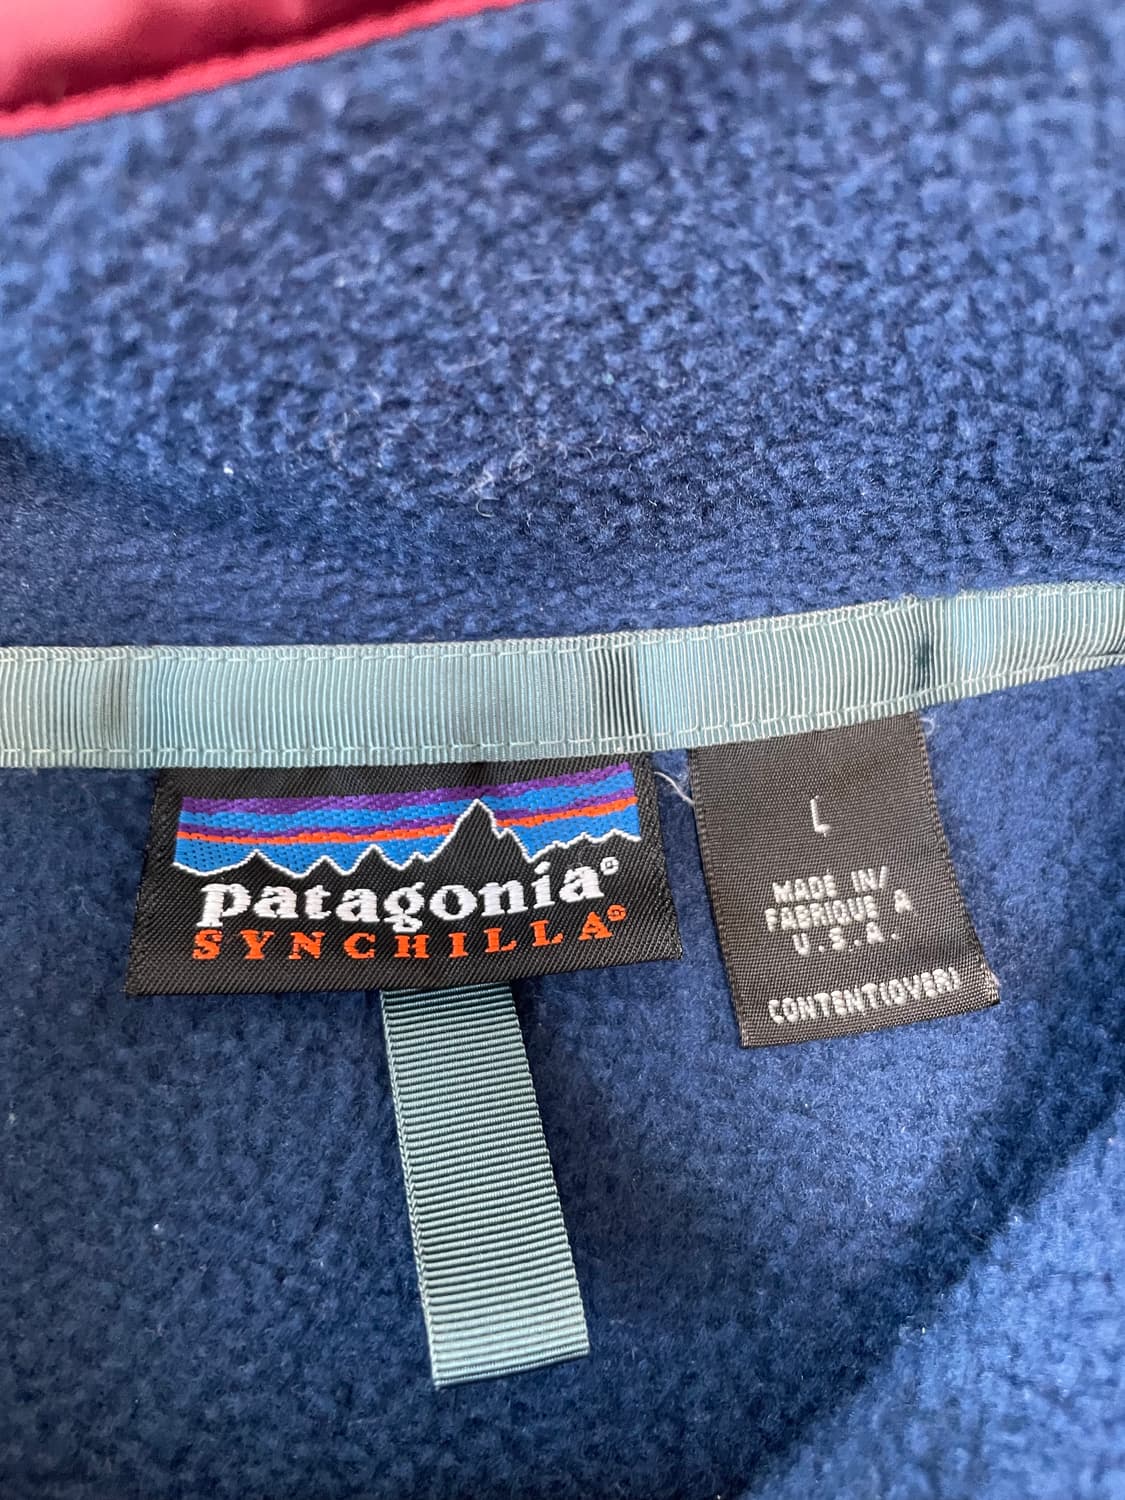 patagonia®
SYNCHILLA®
L
MADE IN/
FABRIQUE A
U.S.A.
CONTENT(OVER)